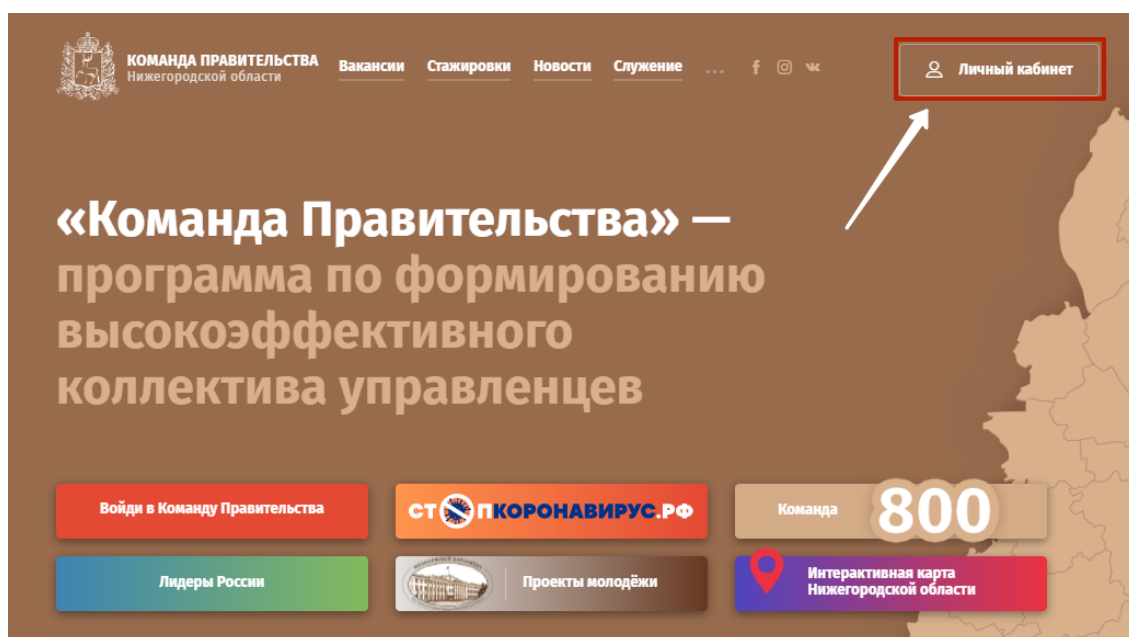 КОМАНДА ПРАВИТЕЛЬСТВА
Нижегородской области
Вакансии Стажировки Новости Служение ...
Личный кабинет
«Команда Правительства» —
программа по формированию
высокоэффективного
коллектива управленцев
Войди в Команду Правительства
СТОПКОРОНАВИРУС.РФ
Команда 800
Лидеры России
Проекты молодёжи
Интерактивная карта
Нижегородской области